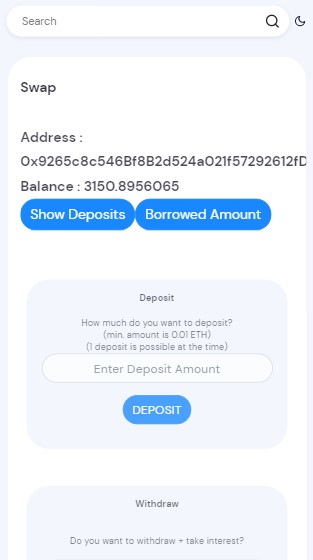 Search
Swap
Address :
0x9265c8c546Bf8B2d524a021f57292612fD
Balance : 3150.8956065
Show Deposits Borrowed Amount
Deposit
How much do you want to deposit?
(min. amount is 0.01 ETH)
(1 deposit is possible at the time)
Enter Deposit Amount
DEPOSIT
Withdraw
Do you want to withdraw + take interest?